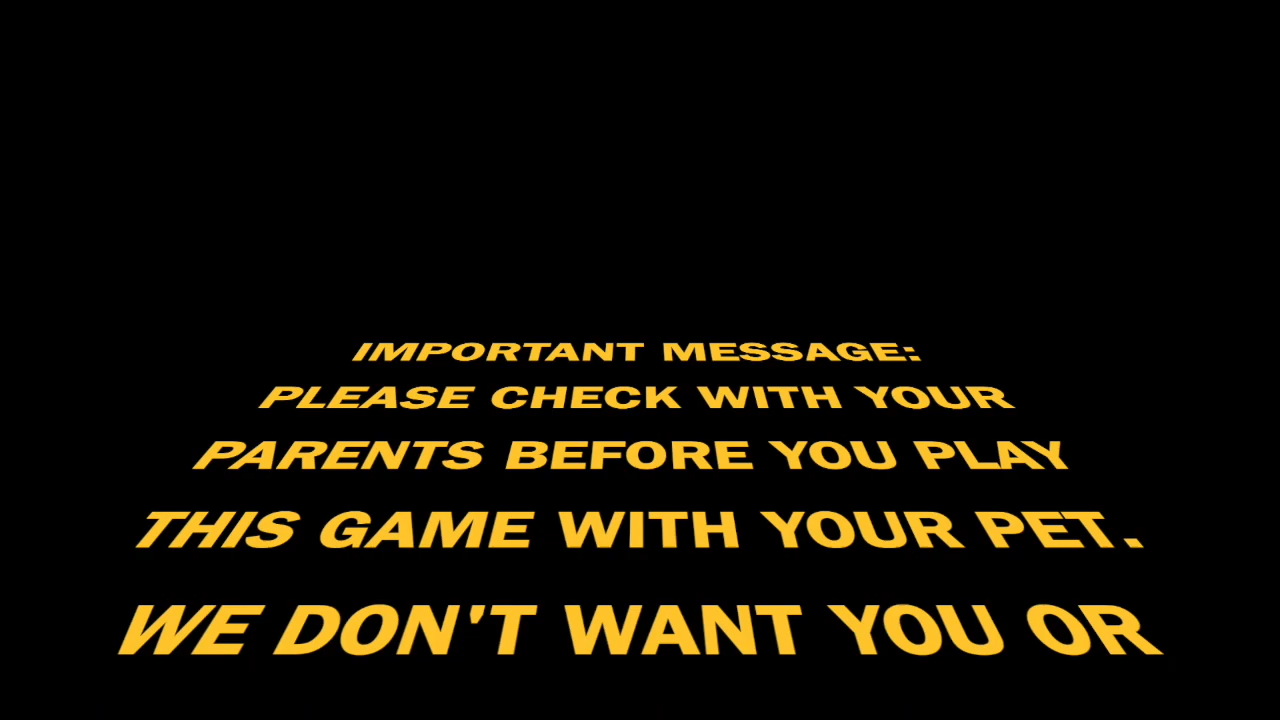 IMPORTANT MESSAGE:
PLEASE CHECK WITH YOUR
PARENTS BEFORE YOU PLAY
THIS GAME WITH YOUR PET.
WE DON'T WANT YOU OR